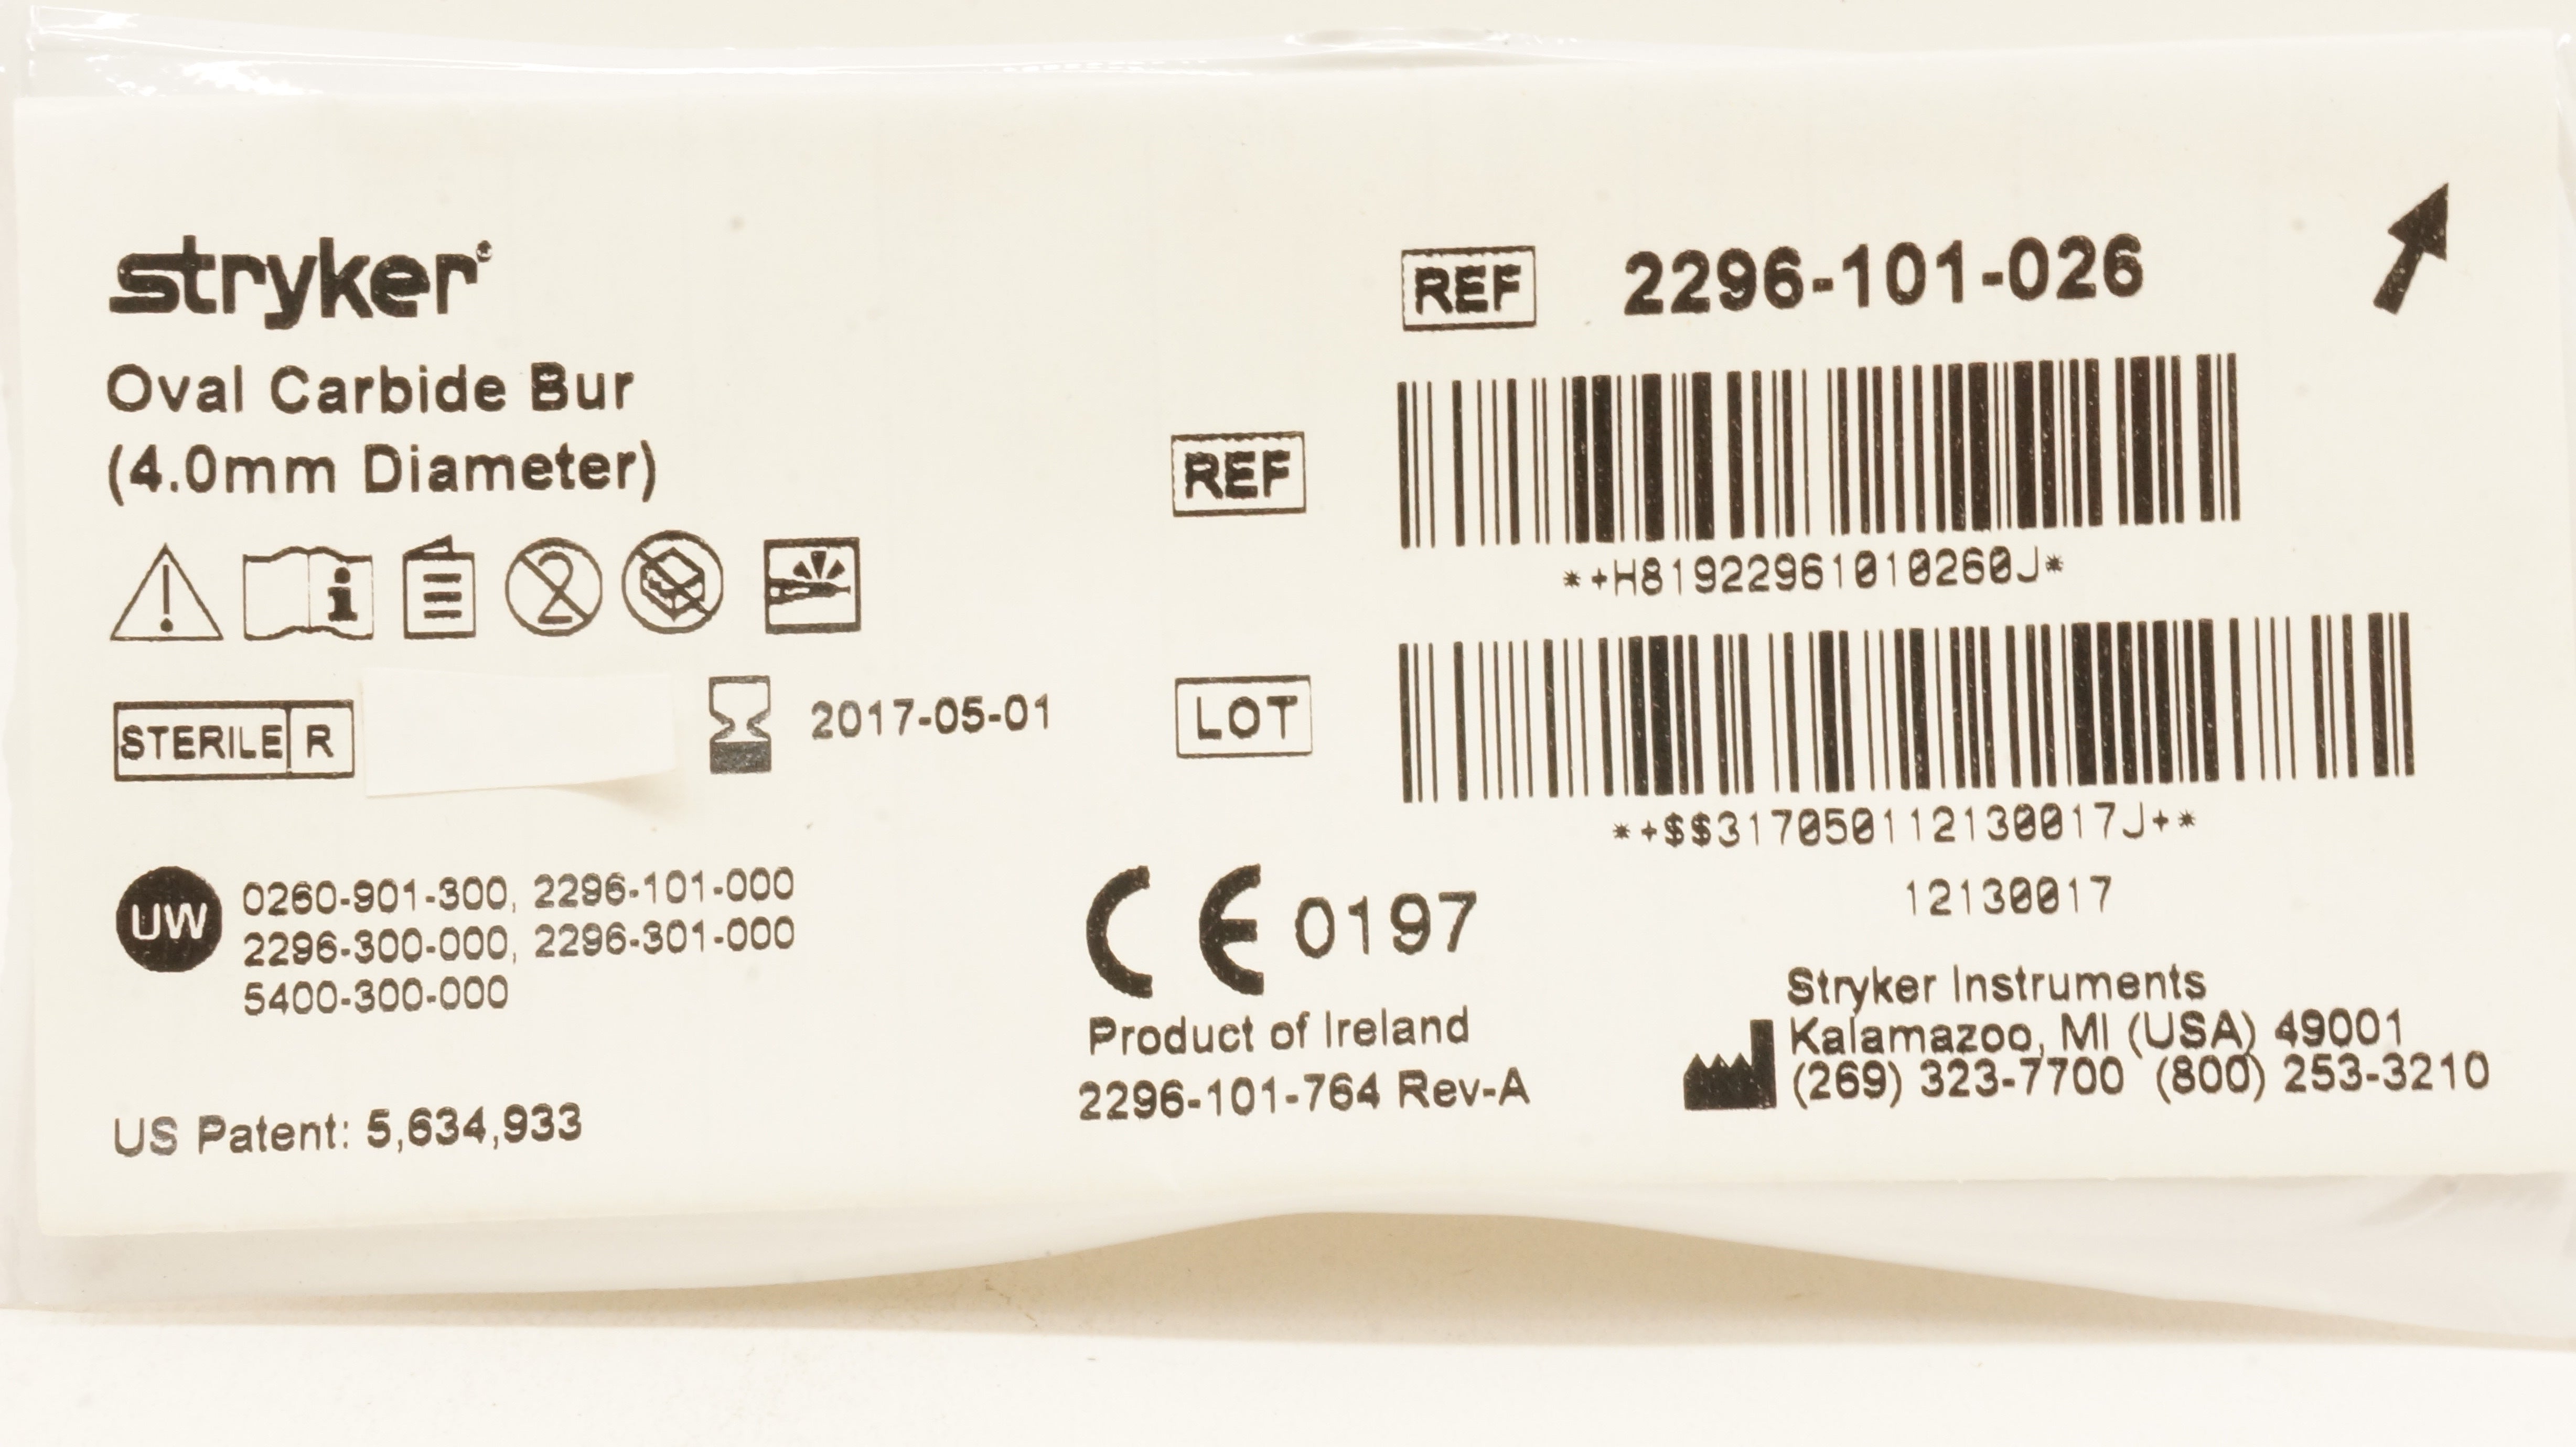 stryker
Oval Carbide Bur
(4.0mm Diameter)
2
STERILE R
2017-05-01
UW
0260-901-300, 2296-101-000
2296-300-000, 2296-301-000
5400-300-000
US Patent: 5,634,933
REF 2296-101-026
REF
*+H81922961010260J*
LOT
*+$$317050112130017J+*
12130017
CE 0197
Product of Ireland
2296-101-764 Rev-A
Stryker Instruments
Kalamazoo, MI (USA) 49001
(269) 323-7700 (800) 253-3210